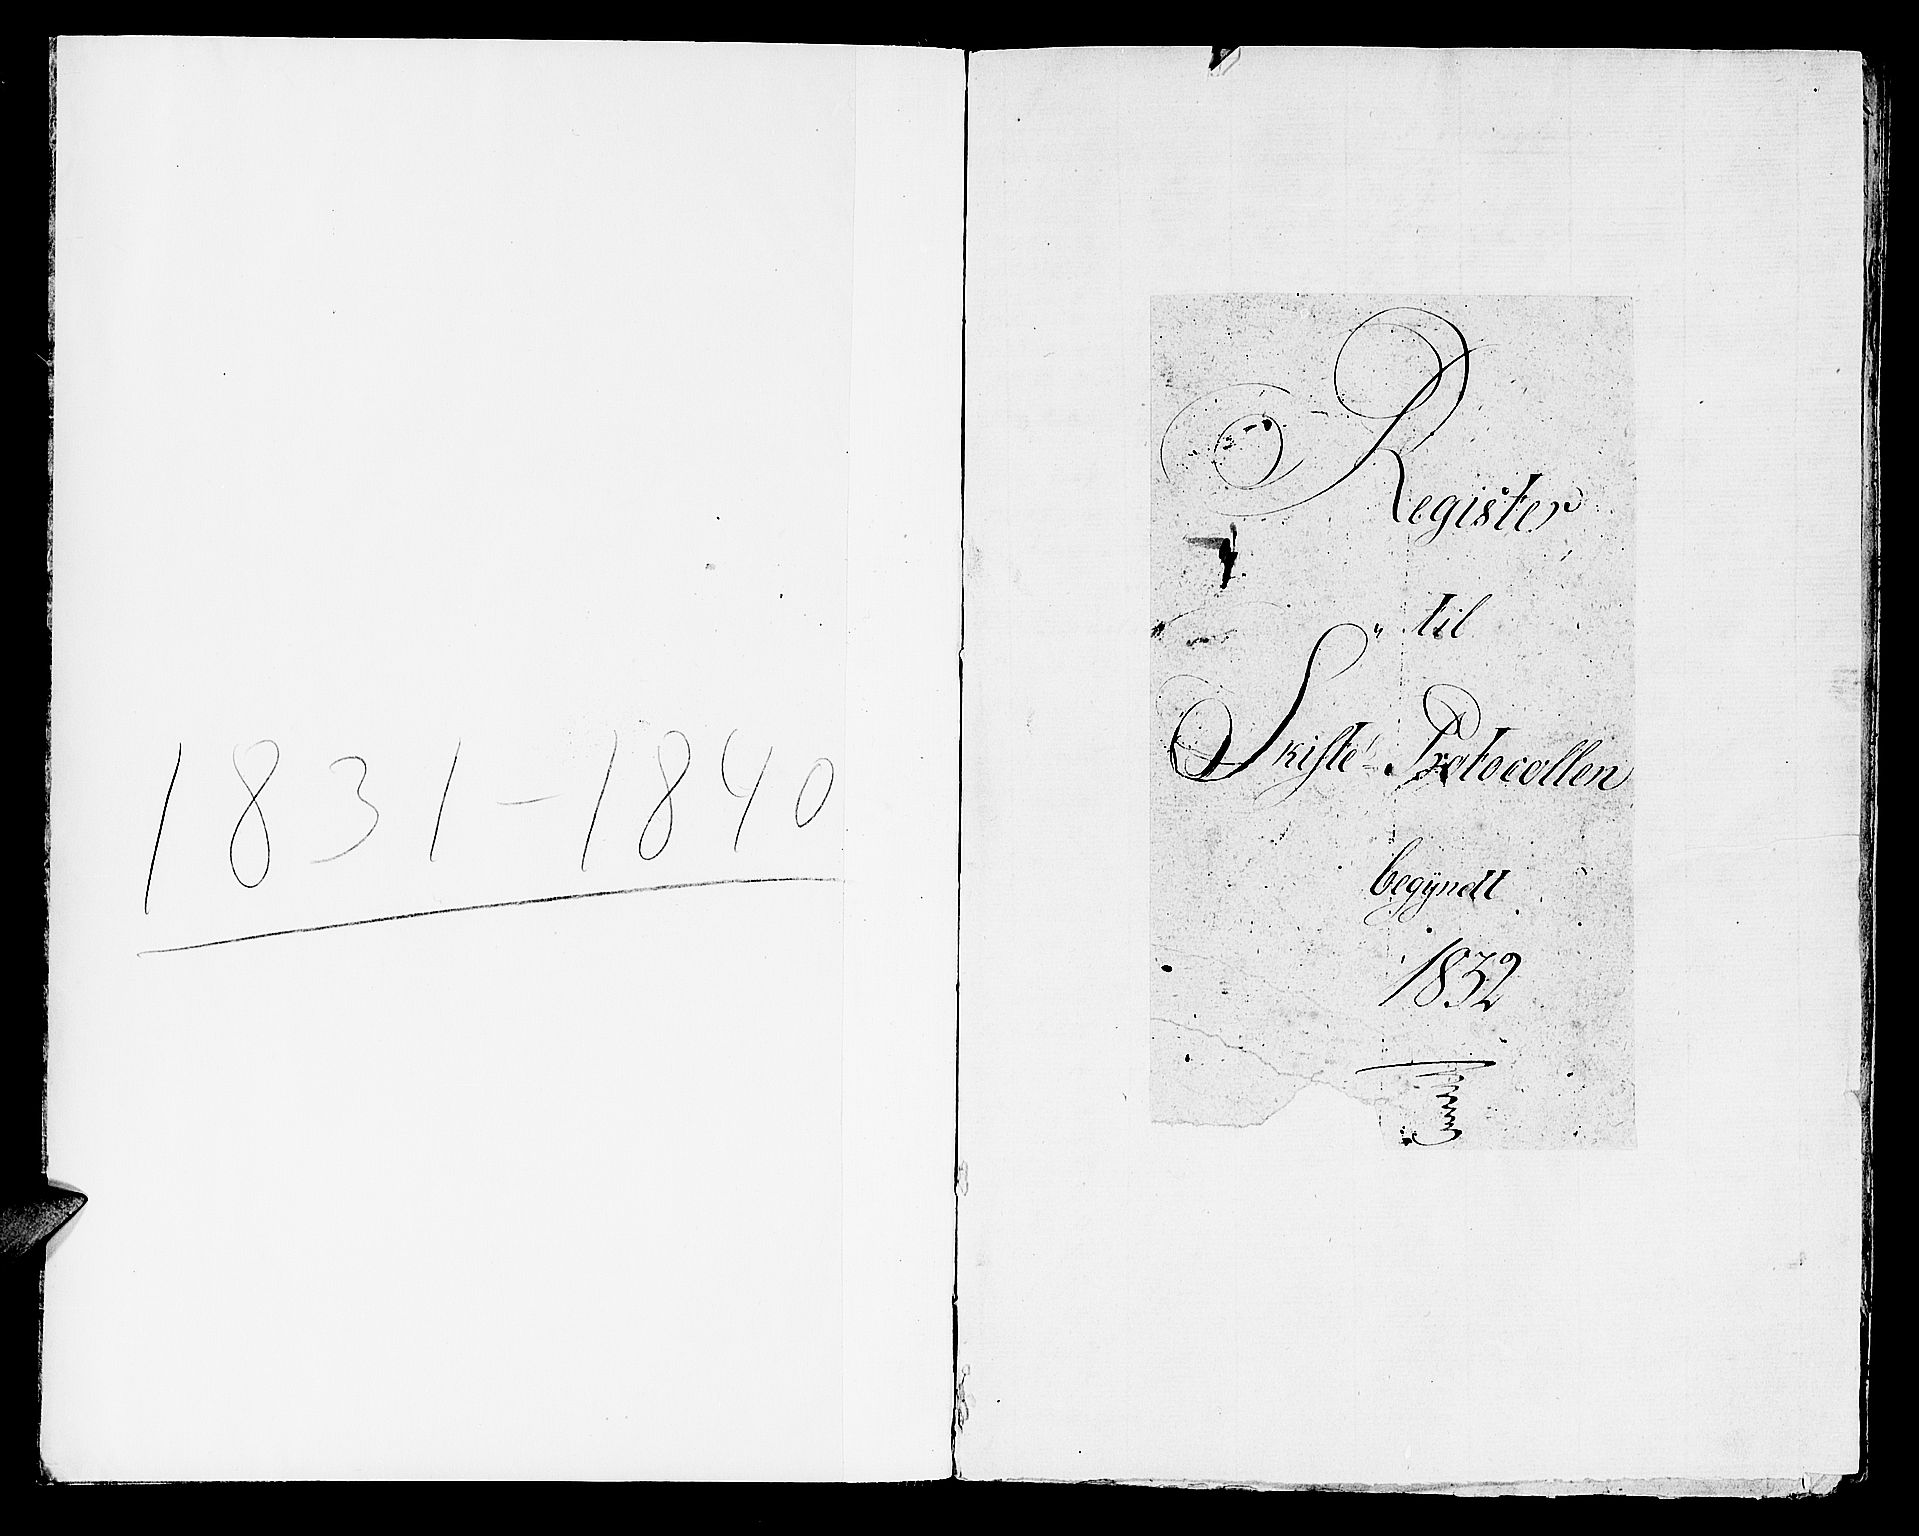 1831-1840
Register
til
Skifte-Protocollen
begyndt
1832